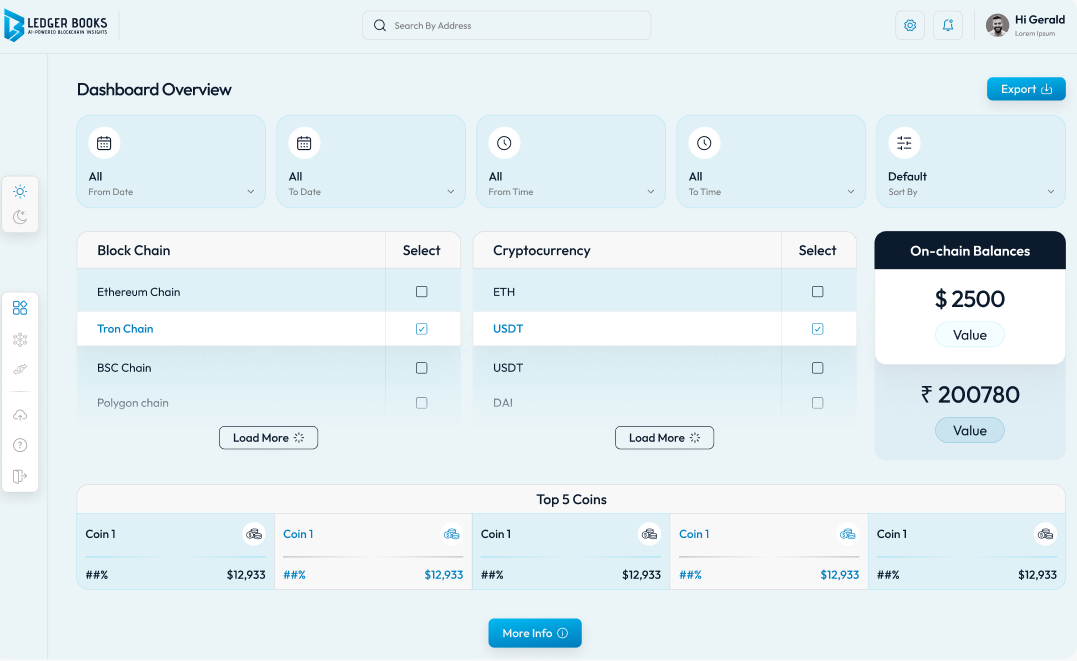 LEDGER BOOKS
AI-POWERED BLOCKCHAIN INSIGHTS
Search By Address
Hi Gerald
Lorem Ipsum
Dashboard Overview
Export
All
From Date
All
To Date
All
From Time
All
To Time
Default
Sort By
Block Chain Select
Ethereum Chain
Tron Chain
BSC Chain
Polygon chain
Load More
Cryptocurrency Select
ETH
USDT
USDT
DAI
Load More
On-chain Balances
$ 2500
Value
₹ 200780
Value
Top 5 Coins
Coin 1
##% $12,933
Coin 1
##% $12,933
Coin 1
##% $12,933
Coin 1
##% $12,933
Coin 1
##% $12,933
More Info